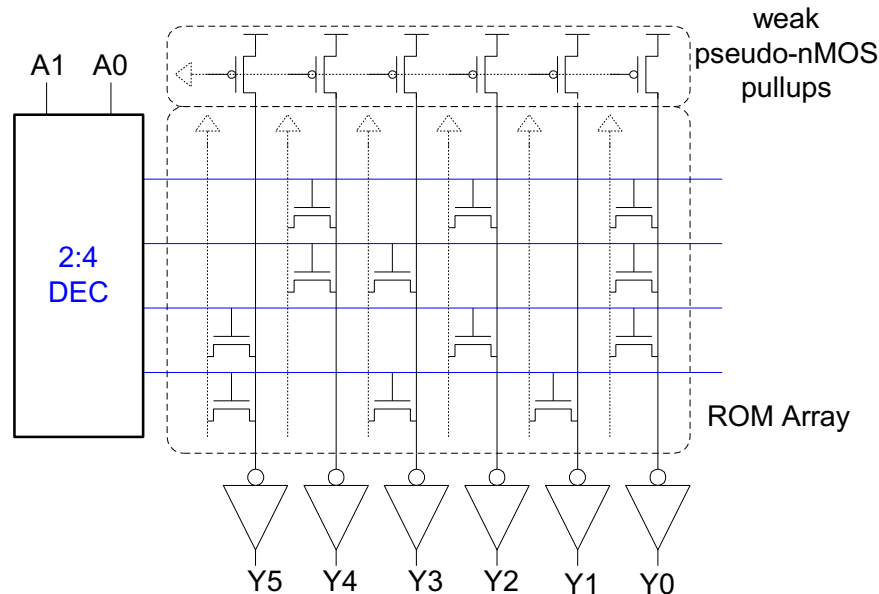 weak
pseudo-nMOS
pullups
A1 A0
2:4
DEC
ROM Array
Y5 Y4 Y3 Y2 Y1 Y0